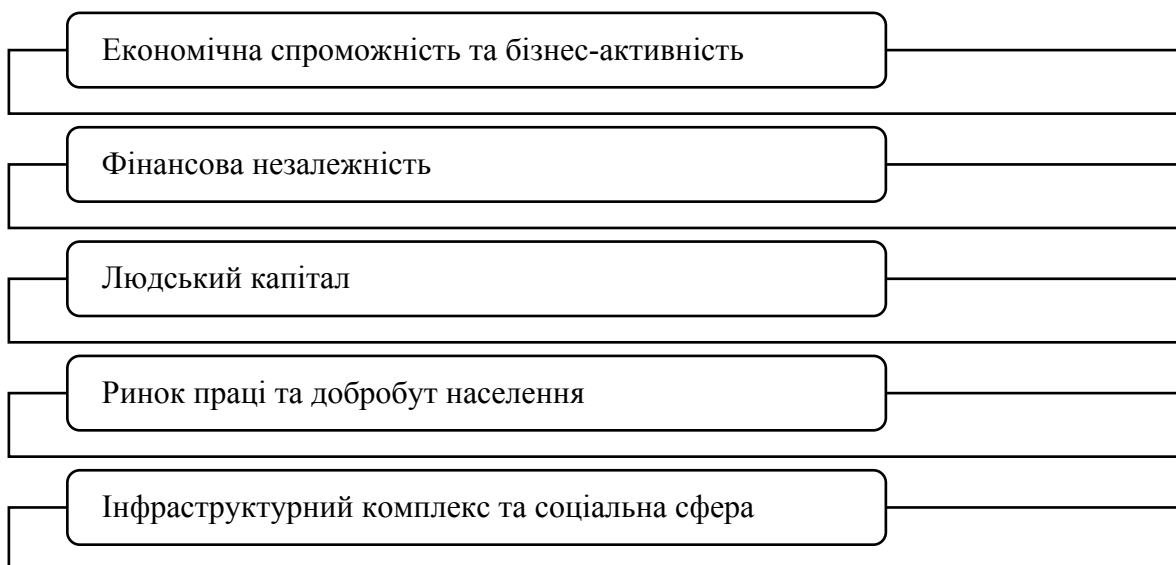 Економічна спроможність та бізнес-активність
Фінансова незалежність
Людський капітал
Ринок праці та добробут населення
Інфраструктурний комплекс та соціальна сфера